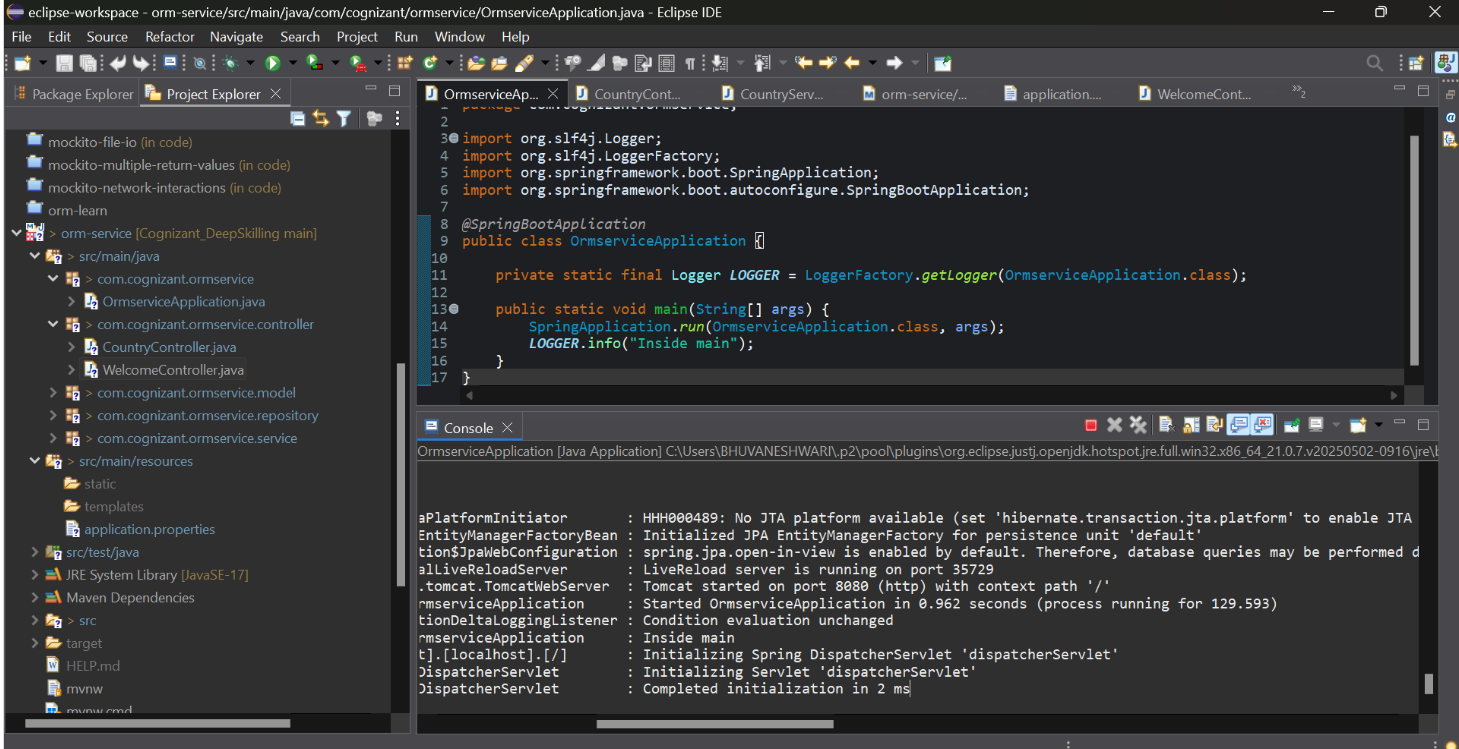 eclipse-workspace - orm-service/src/main/java/com/cognizant/ormservice/OrmserviceApplication.java - Eclipse IDE
File Edit Source Refactor Navigate Search Project Run Window Help
Package Explorer Project Explorer
mockito-file-io (in code)
mockito-multiple-return-values (in code)
mockito-network-interactions (in code)
orm-learn
> orm-service [Cognizant_DeepSkilling main]
> src/main/java
> com.cognizant.ormservice
OrmserviceApplication.java
> com.cognizant.ormservice.controller
CountryController.java
WelcomeController.java
> com.cognizant.ormservice.model
> com.cognizant.ormservice.repository
> com.cognizant.ormservice.service
> src/main/resources
static
templates
application.properties
src/test/java
JRE System Library [JavaSE-17]
Maven Dependencies
> src
target
HELP.md
mvnw
mvnw.cmd
OrmserviceAp... CountryCont... CountryServ... orm-service/... application.... WelcomeCont... »2
1 package com.cognizant.ormservice;
2
3 import org.slf4j.Logger;
4 import org.slf4j.LoggerFactory;
5 import org.springframework.boot.SpringApplication;
6 import org.springframework.boot.autoconfigure.SpringBootApplication;
7
8 @SpringBootApplication
9 public class OrmserviceApplication {
10
11 private static final Logger LOGGER = LoggerFactory.getLogger(OrmserviceApplication.class);
12
13 public static void main(String[] args) {
14 SpringApplication.run(OrmserviceApplication.class, args);
15 LOGGER.info("Inside main");
16 }
17 }
Console
OrmserviceApplication [Java Application] C:\Users\BHUVANESHWARI\.p2\pool\plugins\org.eclipse.justj.openjdk.hotspot.jre.full.win32.x86_64_21.0.7.v20250502-0916\jre\b
aPlatformInitiator : HHH000489: No JTA platform available (set 'hibernate.transaction.jta.platform' to enable JTA
EntityManagerFactoryBean : Initialized JPA EntityManagerFactory for persistence unit 'default'
tion$JpaWebConfiguration : spring.jpa.open-in-view is enabled by default. Therefore, database queries may be performed d
alLiveReloadServer : LiveReload server is running on port 35729
.tomcat.TomcatWebServer : Tomcat started on port 8080 (http) with context path '/'
rmserviceApplication : Started OrmserviceApplication in 0.962 seconds (process running for 129.593)
tionDeltaLoggingListener : Condition evaluation unchanged
rmserviceApplication : Inside main
t].[localhost].[/] : Initializing Spring DispatcherServlet 'dispatcherServlet'
DispatcherServlet : Initializing Servlet 'dispatcherServlet'
DispatcherServlet : Completed initialization in 2 ms